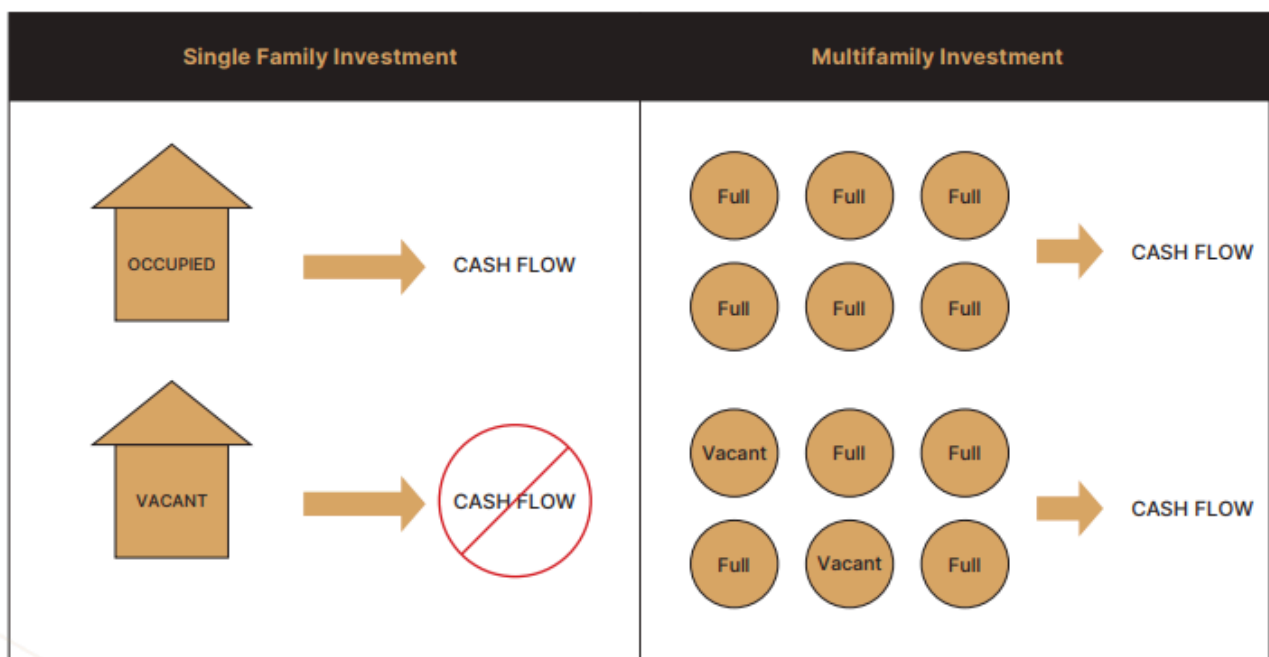 Single Family Investment
Multifamily Investment
OCCUPIED
CASH FLOW
VACANT
CASH FLOW
Full Full Full
CASH FLOW
Full Full Full
Vacant Full Full
CASH FLOW
Full Vacant Full